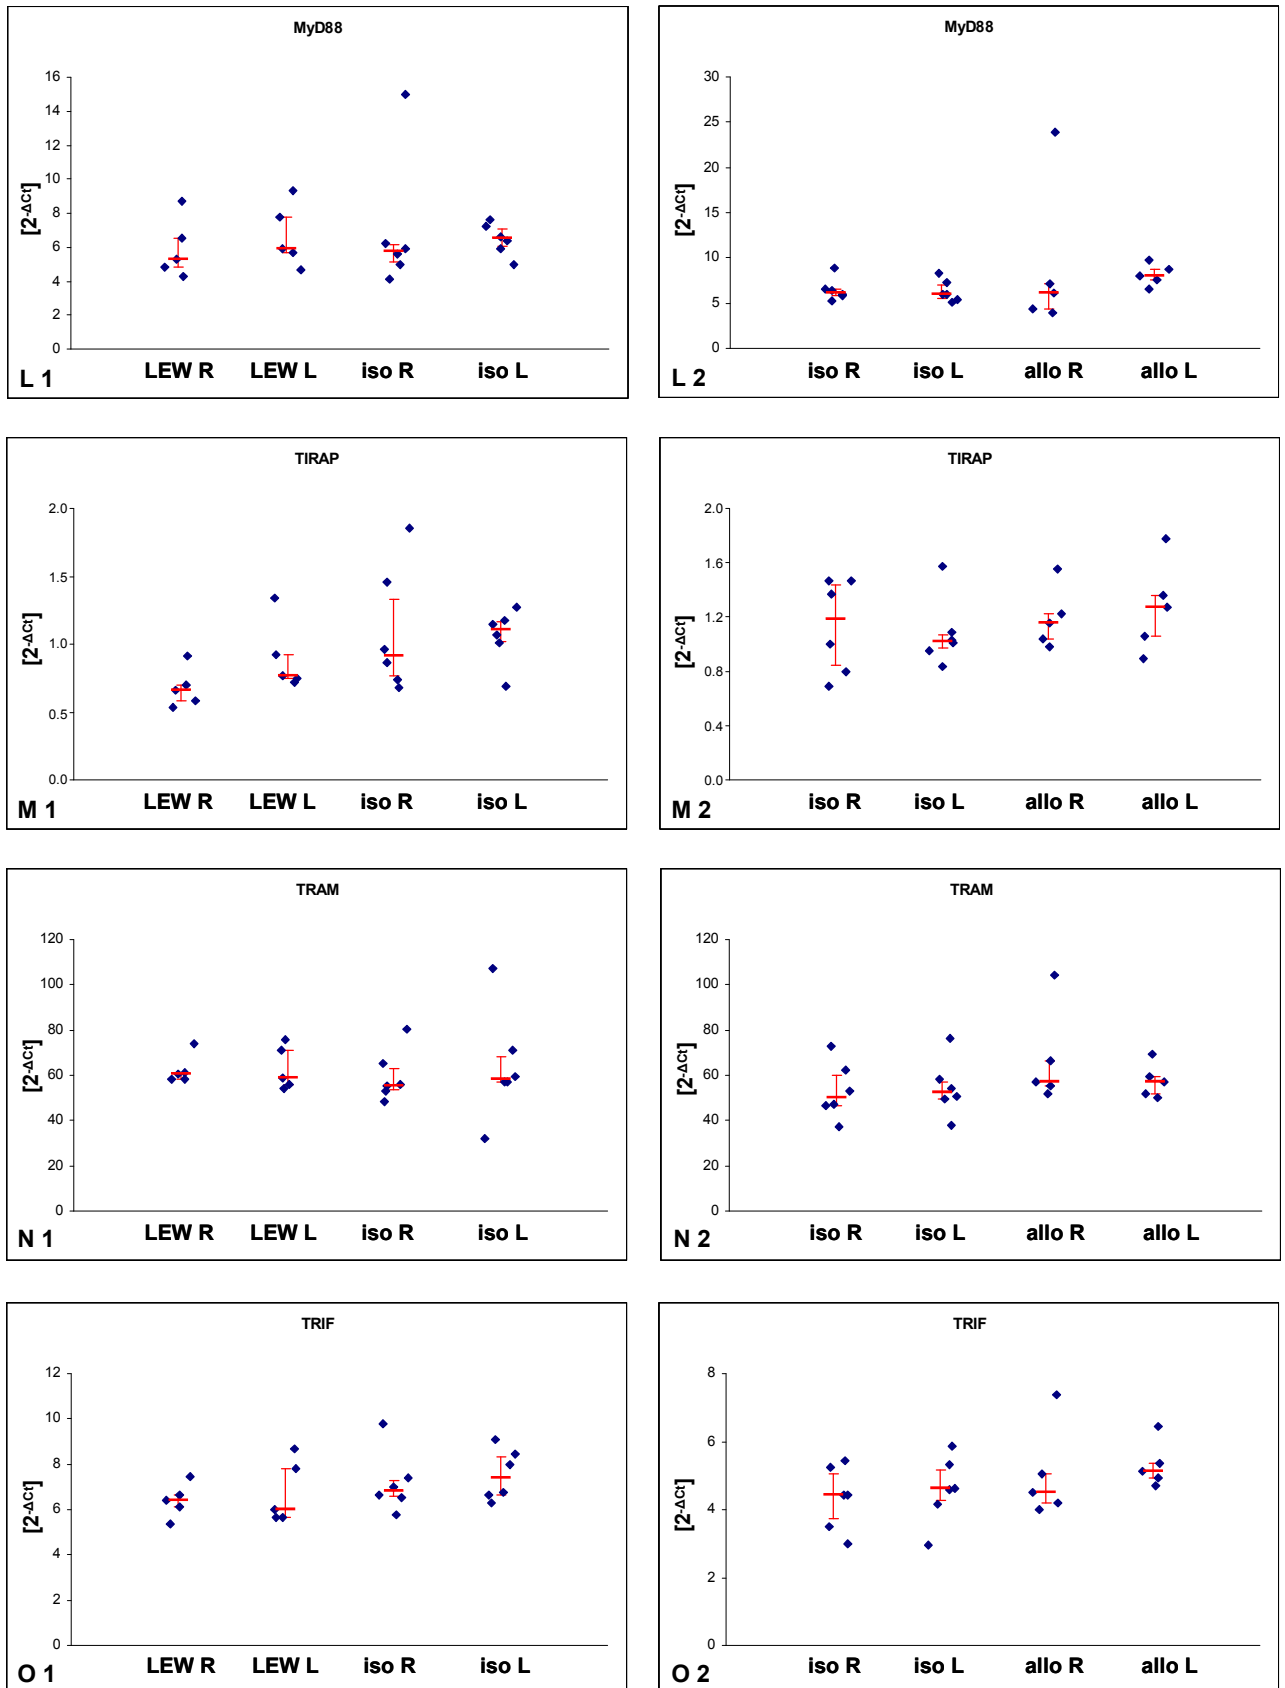 MyD88
[2-ΔCt]
16
14
12
10
8
6
4
2
0
LEW R LEW L iso R iso L
L 1
MyD88
[2-ΔCt]
30
25
20
15
10
5
0
iso R iso L allo R allo L
L 2
TIRAP
[2-ΔCt]
2.0
1.5
1.0
0.5
0.0
LEW R LEW L iso R iso L
M 1
TIRAP
[2-ΔCt]
2.0
1.6
1.2
0.8
0.4
0.0
iso R iso L allo R allo L
M 2
TRAM
[2-ΔCt]
120
100
80
60
40
20
0
LEW R LEW L iso R iso L
N 1
TRAM
[2-ΔCt]
120
100
80
60
40
20
0
iso R iso L allo R allo L
N 2
TRIF
[2-ΔCt]
12
10
8
6
4
2
0
LEW R LEW L iso R iso L
O 1
TRIF
[2-ΔCt]
8
6
4
2
0
iso R iso L allo R allo L
O 2